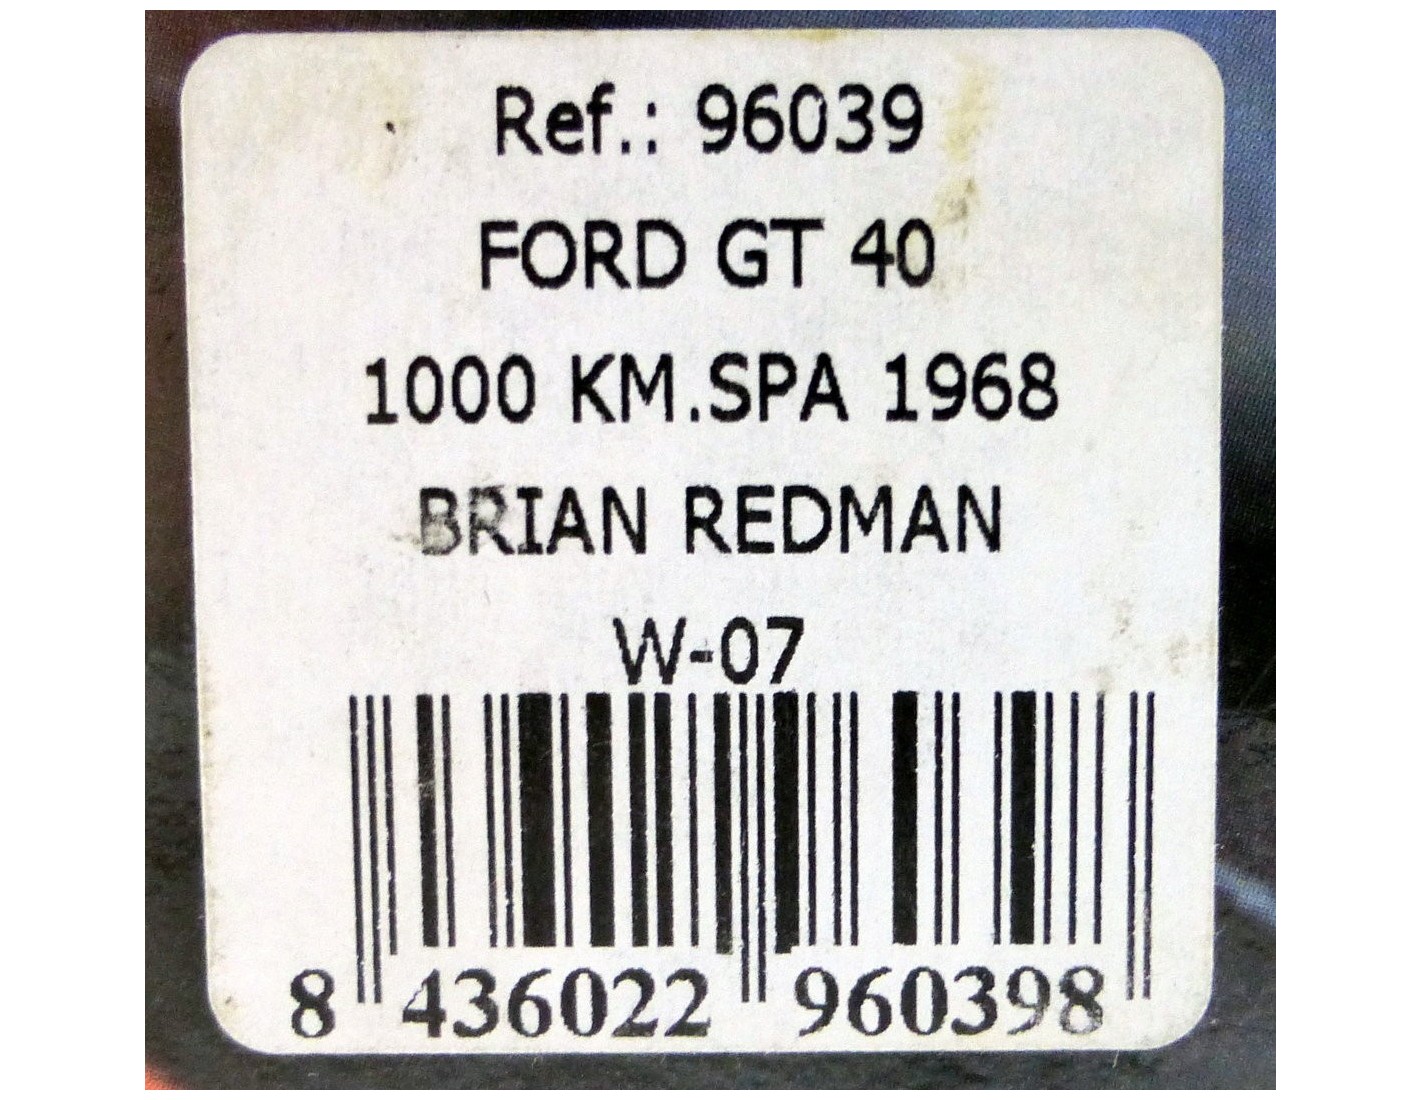 Ref.: 96039
FORD GT 40
1000 KM.SPA 1968
BRIAN REDMAN
W-07
8 436022 960398